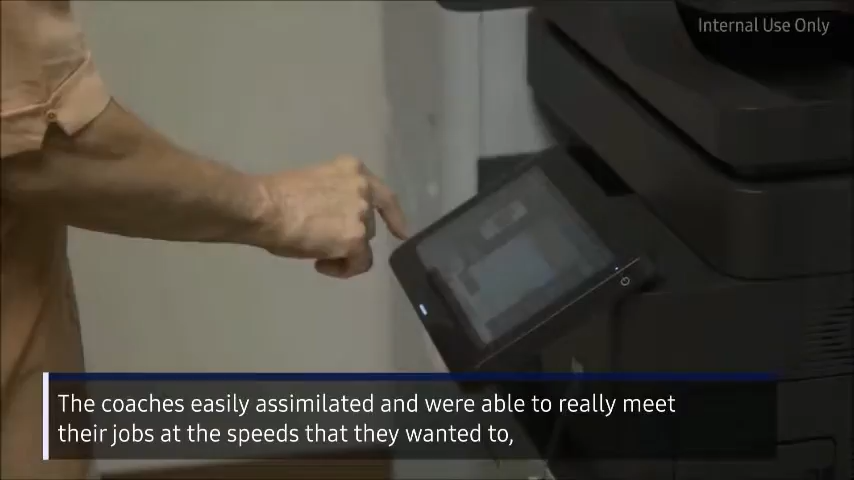 Internal Use Only
The coaches easily assimilated and were able to really meet
their jobs at the speeds that they wanted to,